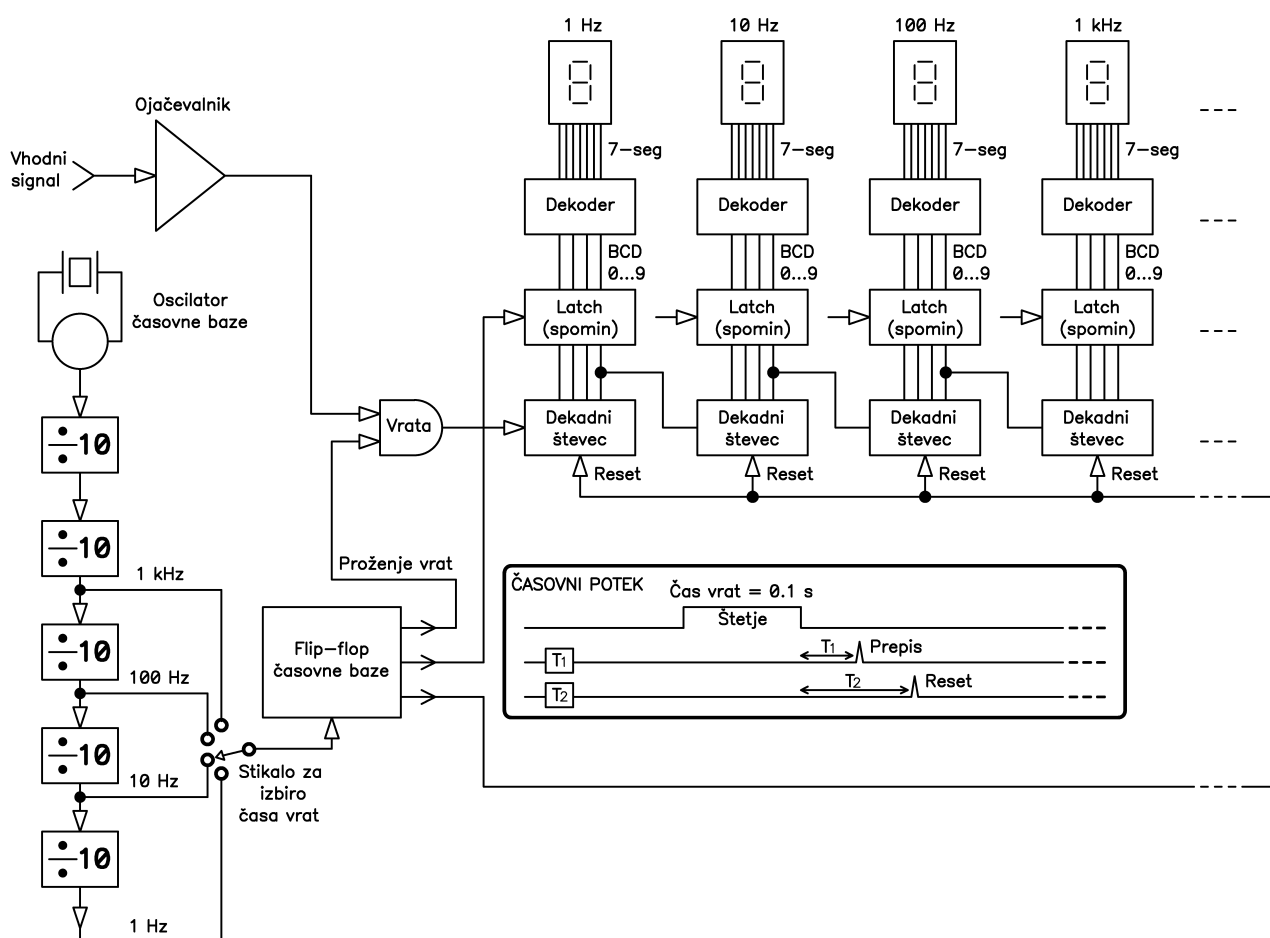 1 Hz
10 Hz
100 Hz
1 kHz
Ojačevalnik
Vhodni
signal
7-seg
7-seg
7-seg
7-seg
Dekoder
Dekoder
Dekoder
Dekoder
BCD
0...9
BCD
0...9
BCD
0...9
BCD
0...9
Oscilator
časovne baze
Latch
(spomin)
Latch
(spomin)
Latch
(spomin)
Latch
(spomin)
Vrata
Dekadni
števec
Dekadni
števec
Dekadni
števec
Dekadni
števec
Reset
Reset
Reset
Reset
÷10
÷10
1 kHz
÷10
100 Hz
÷10
10 Hz
÷10
1 Hz
Proženje vrat
Flip-flop
časovne baze
Stikalo za
izbiro
časa vrat
ČASOVNI POTEK
Čas vrat = 0.1 s
Štetje
T1
T1
Prepis
T2
T2
Reset